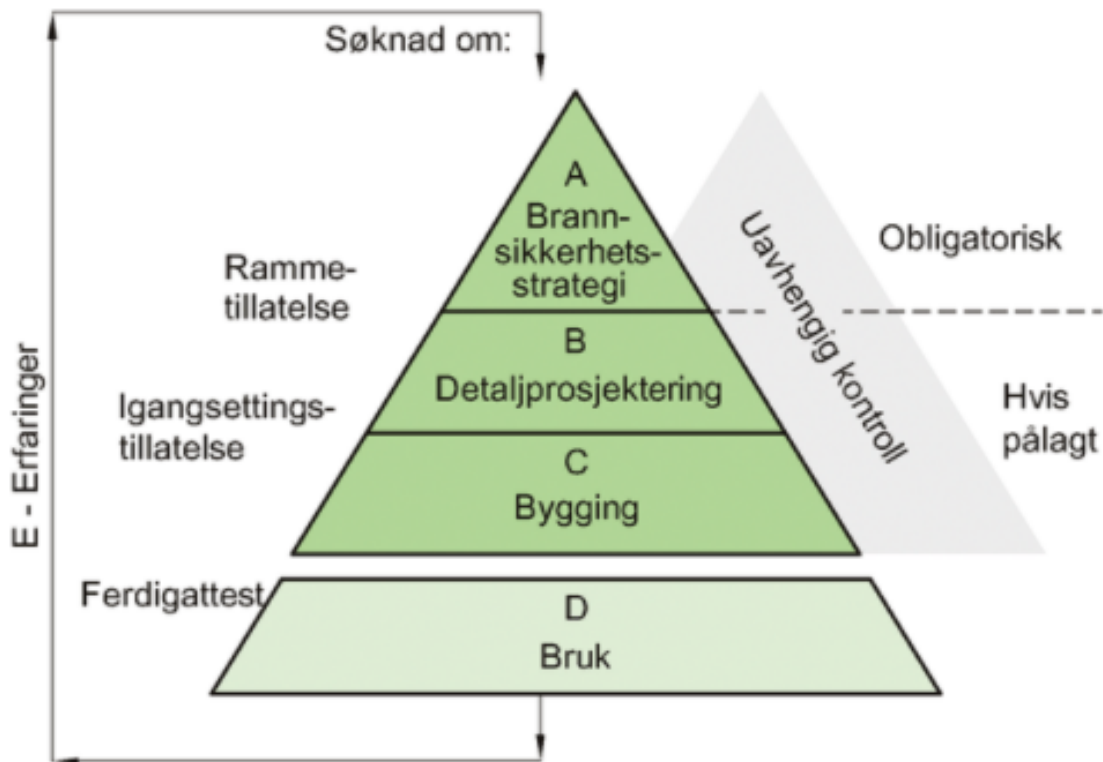 Søknad om:
A
Brann-
sikkerhets-
strategi
Ramme-
tillatelse
Uavhengig kontroll
Obligatorisk
B
Detaljprosjektering
Igangsettings-
tillatelse
Hvis
pålagt
C
Bygging
Ferdigattest
D
Bruk
E - Erfaringer